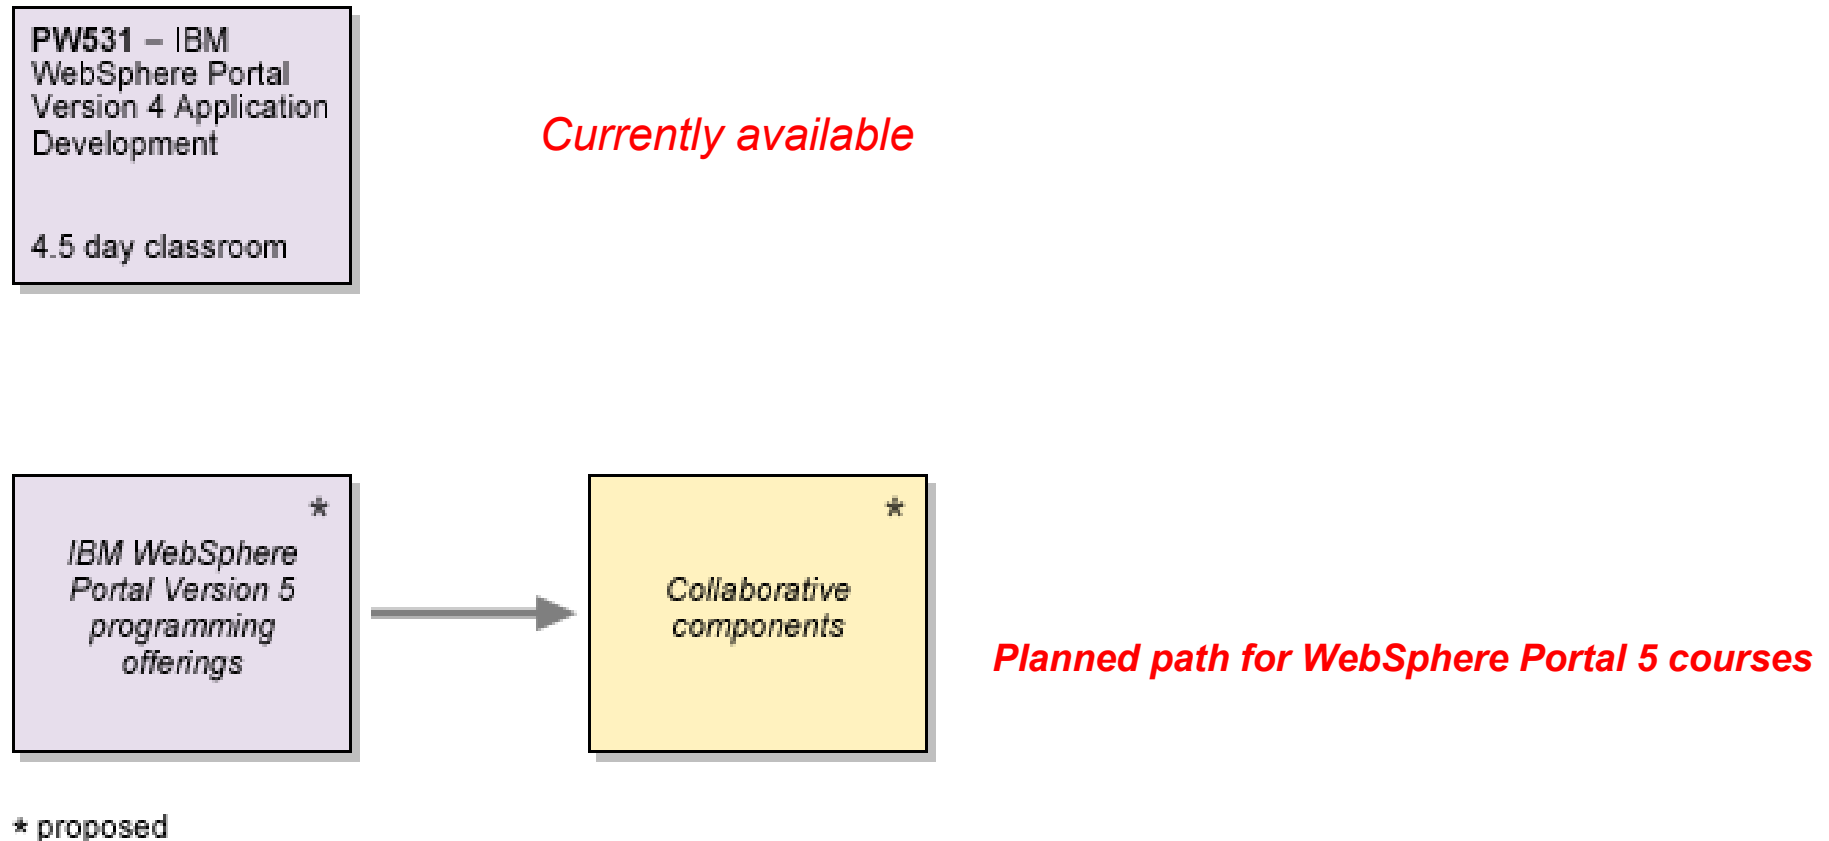 PW531 – IBM
WebSphere Portal
Version 4 Application
Development
4.5 day classroom
Currently available
*
IBM WebSphere
Portal Version 5
programming
offerings
*
Collaborative
components
Planned path for WebSphere Portal 5 courses
* proposed